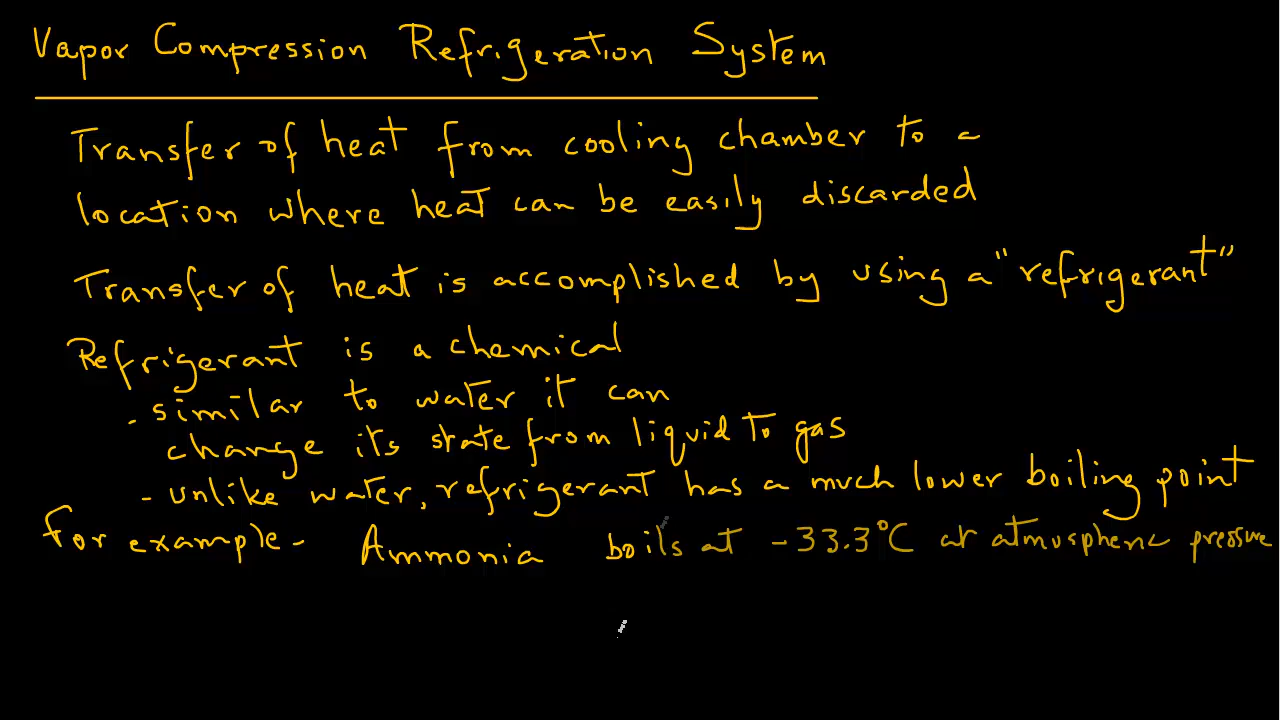 Vapor Compression Refrigeration System
Transfer of heat from cooling chamber to a
location where heat can be easily discarded
Transfer of heat is accomplished by using a "refrigerant"
Refrigerant is a chemical
- similar to water it can
change its state from liquid to gas
- unlike water, refrigerant has a much lower boiling point
For example - Ammonia boils at -33.3°C at atmospheric pressure